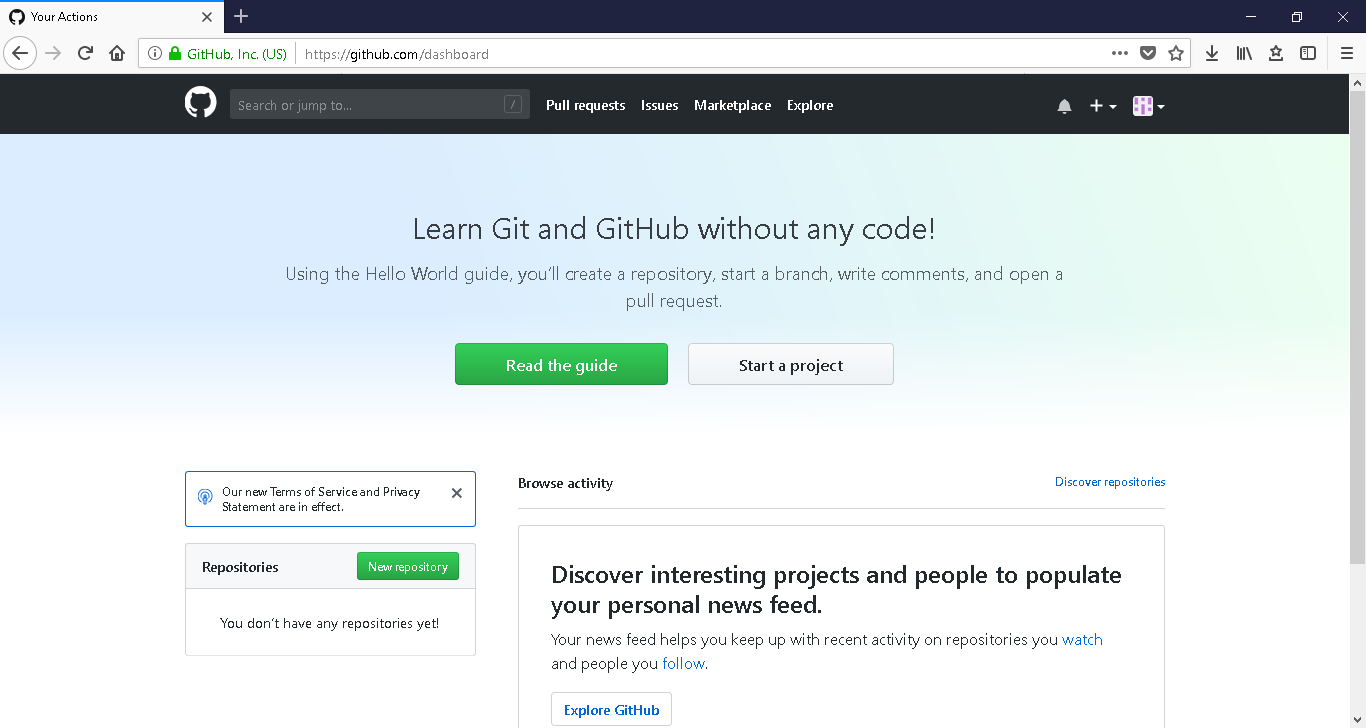 Your Actions
GitHub, Inc. (US)
https://github.com/dashboard
Search or jump to...
/
Pull requests
Issues
Marketplace
Explore
Learn Git and GitHub without any code!
Using the Hello World guide, you’ll create a repository, start a branch, write comments, and open a
pull request.
Read the guide
Start a project
Our new Terms of Service and Privacy
Statement are in effect.
Repositories
New repository
You don’t have any repositories yet!
Browse activity
Discover repositories
Discover interesting projects and people to populate
your personal news feed.
Your news feed helps you keep up with recent activity on repositories you watch
and people you follow.
Explore GitHub